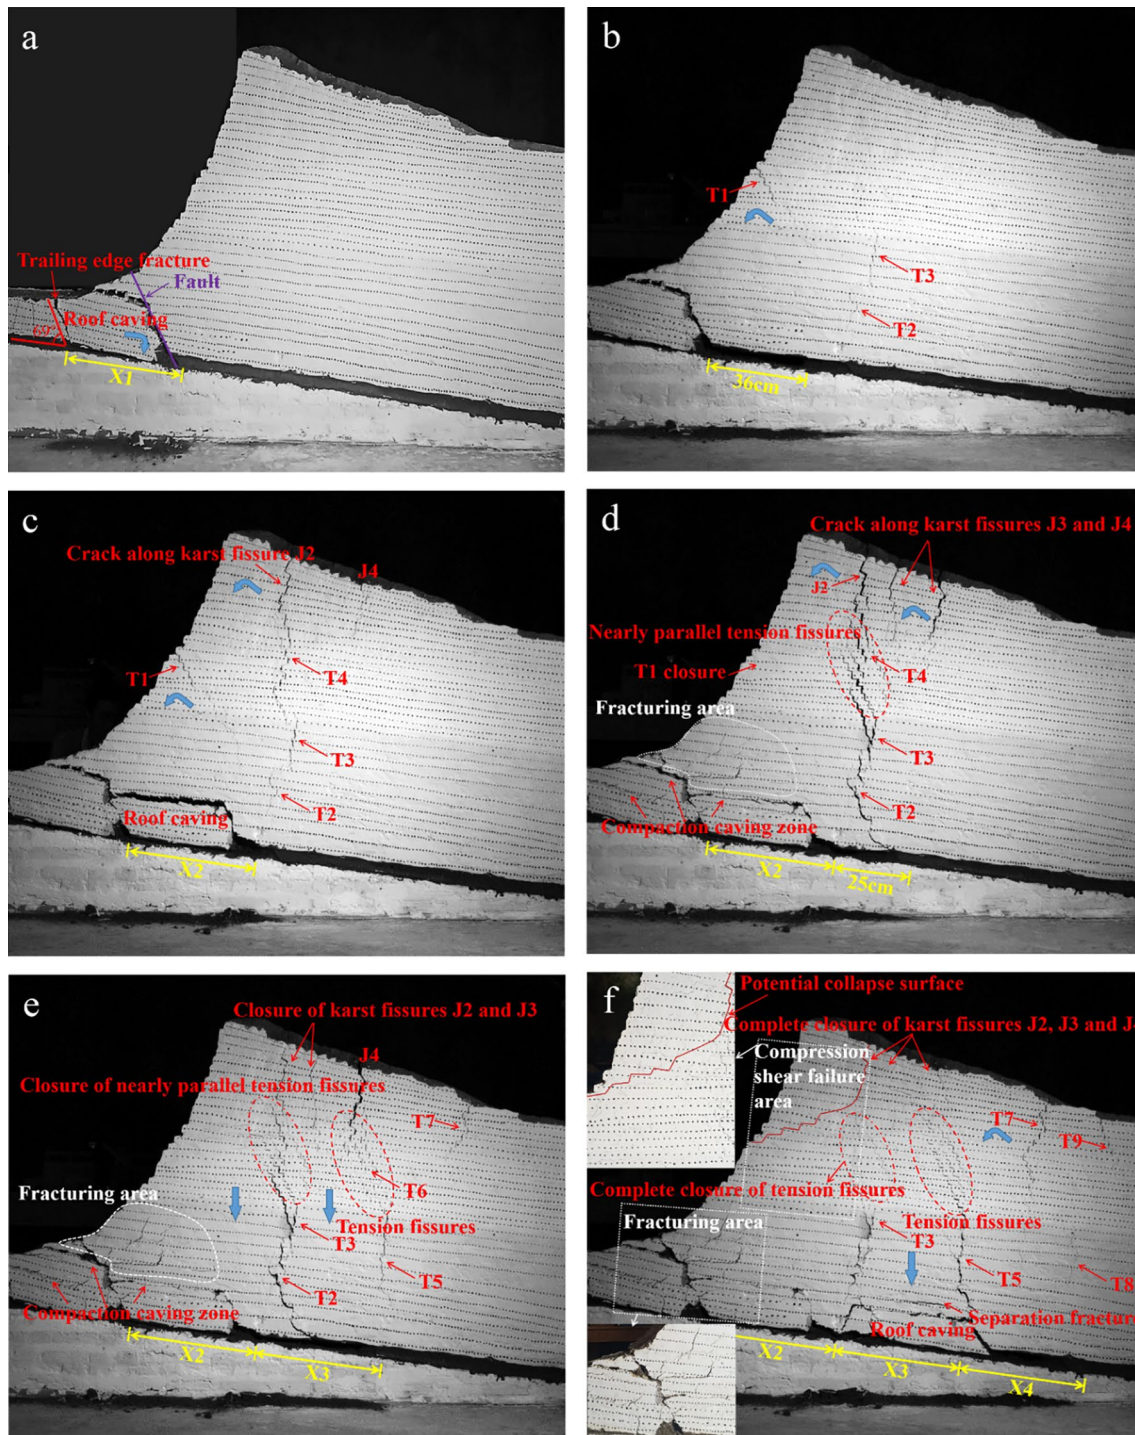 a
Trailing edge fracture
Fault
Roof caving
69°
X1
b
T1
T3
T2
36cm
c
Crack along karst fissure J2
J4
T1
T4
T3
T2
Roof caving
X2
d
Crack along karst fissures J3 and J4
J2
Nearly parallel tension fissures
T4
T1 closure
Fracturing area
T3
T2
Compaction caving zone
X2
25cm
e
Closure of karst fissures J2 and J3
J4
Closure of nearly parallel tension fissures
T7
Fracturing area
T6
Tension fissures
T3
T5
T2
Compaction caving zone
X2
X3
f
Potential collapse surface
Complete closure of karst fissures J2, J3 and J4
Compression
shear failure
area
T7
T9
Complete closure of tension fissures
Fracturing area
Tension fissures
T3
T5
T8
Separation fracture
Roof caving
X2
X3
X4